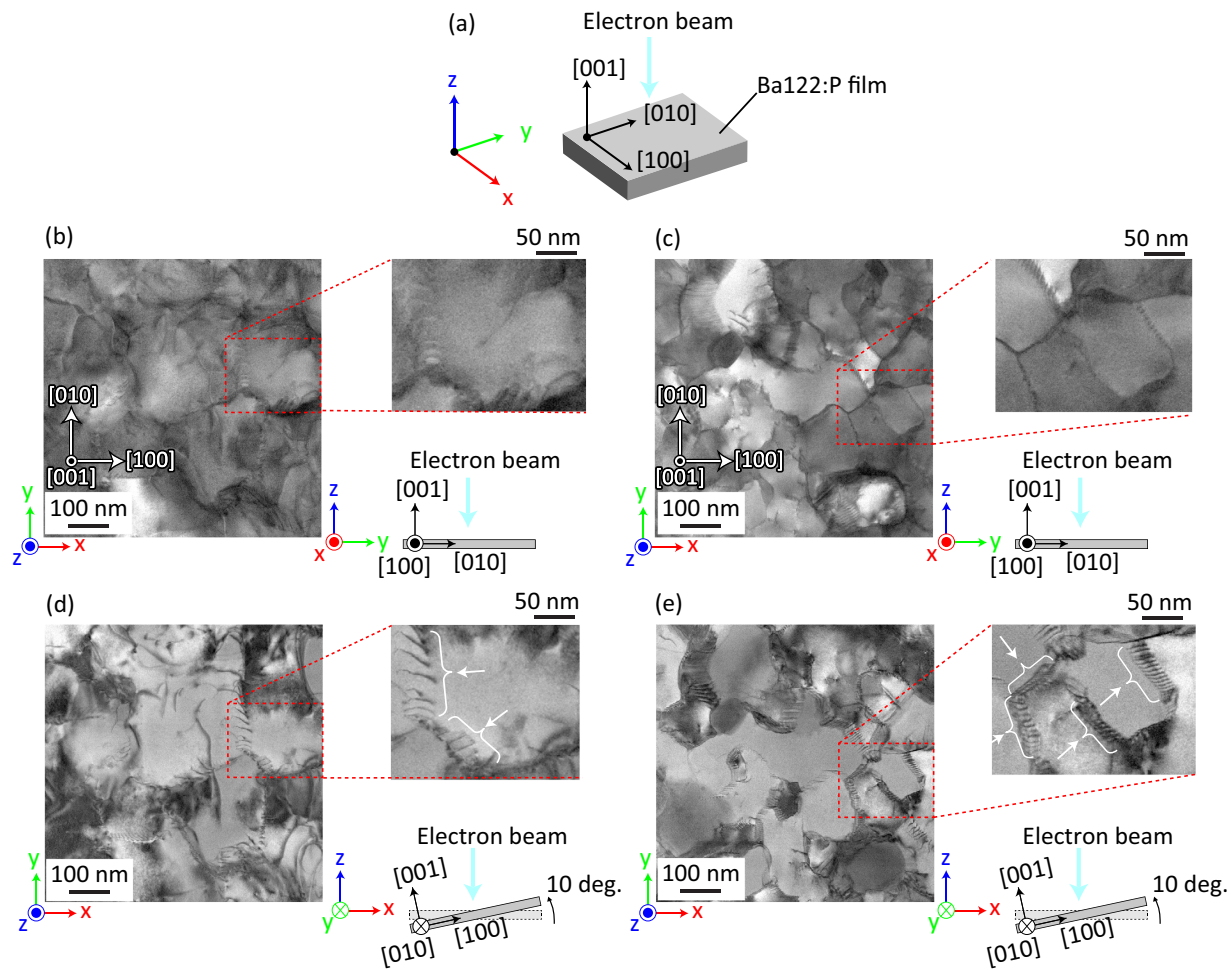 (a)
Electron beam
[001]
Ba122:P film
z
[010]
y
[100]
x
(b)
50 nm
(c)
50 nm
[010]
[100]
[001]
100 nm
y
z
x
Electron beam
[001]
z
x
y
[100]
[010]
[010]
[100]
[001]
100 nm
y
z
x
Electron beam
[001]
z
x
y
[100]
[010]
(d)
50 nm
(e)
50 nm
100 nm
y
z
x
Electron beam
[001]
10 deg.
z
y
x
[010]
[100]
100 nm
y
z
x
Electron beam
[001]
10 deg.
z
y
x
[010]
[100]